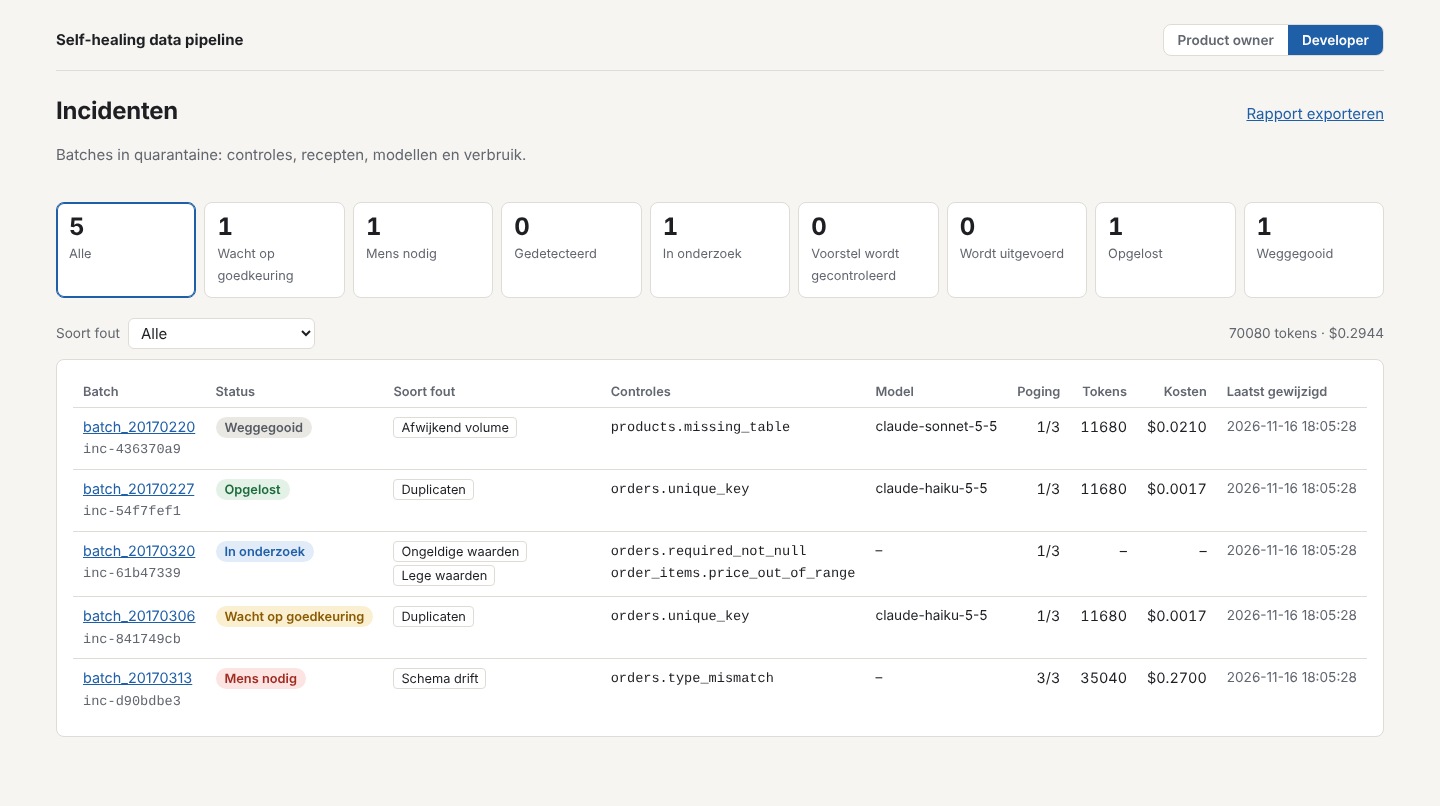 Self-healing data pipeline
Product owner
Developer
Incidenten
Rapport exporteren
Batches in quarantaine: controles, recepten, modellen en verbruik.
5
Alle
1
Wacht op
goedkeuring
1
Mens nodig
0
Gedetecteerd
1
In onderzoek
0
Voorstel wordt
gecontroleerd
0
Wordt uitgevoerd
1
Opgelost
1
Weggegooid
Soort fout Alle
70080 tokens · $0.2944
Batch Status Soort fout Controles Model Poging Tokens Kosten Laatst gewijzigd
batch_20170220 Weggegooid Afwijkend volume products.missing_table claude-sonnet-5-5 1/3 11680 $0.0210 2026-11-16 18:05:28
inc-436370a9
batch_20170227 Opgelost Duplicaten orders.unique_key claude-haiku-5-5 1/3 11680 $0.0017 2026-11-16 18:05:28
inc-54f7fef1
batch_20170320 In onderzoek Ongeldige waarden orders.required_not_null – 1/3 – – 2026-11-16 18:05:28
inc-61b47339 Lege waarden order_items.price_out_of_range
batch_20170306 Wacht op goedkeuring Duplicaten orders.unique_key claude-haiku-5-5 1/3 11680 $0.0017 2026-11-16 18:05:28
inc-841749cb
batch_20170313 Mens nodig Schema drift orders.type_mismatch – 3/3 35040 $0.2700 2026-11-16 18:05:28
inc-d90bdbe3